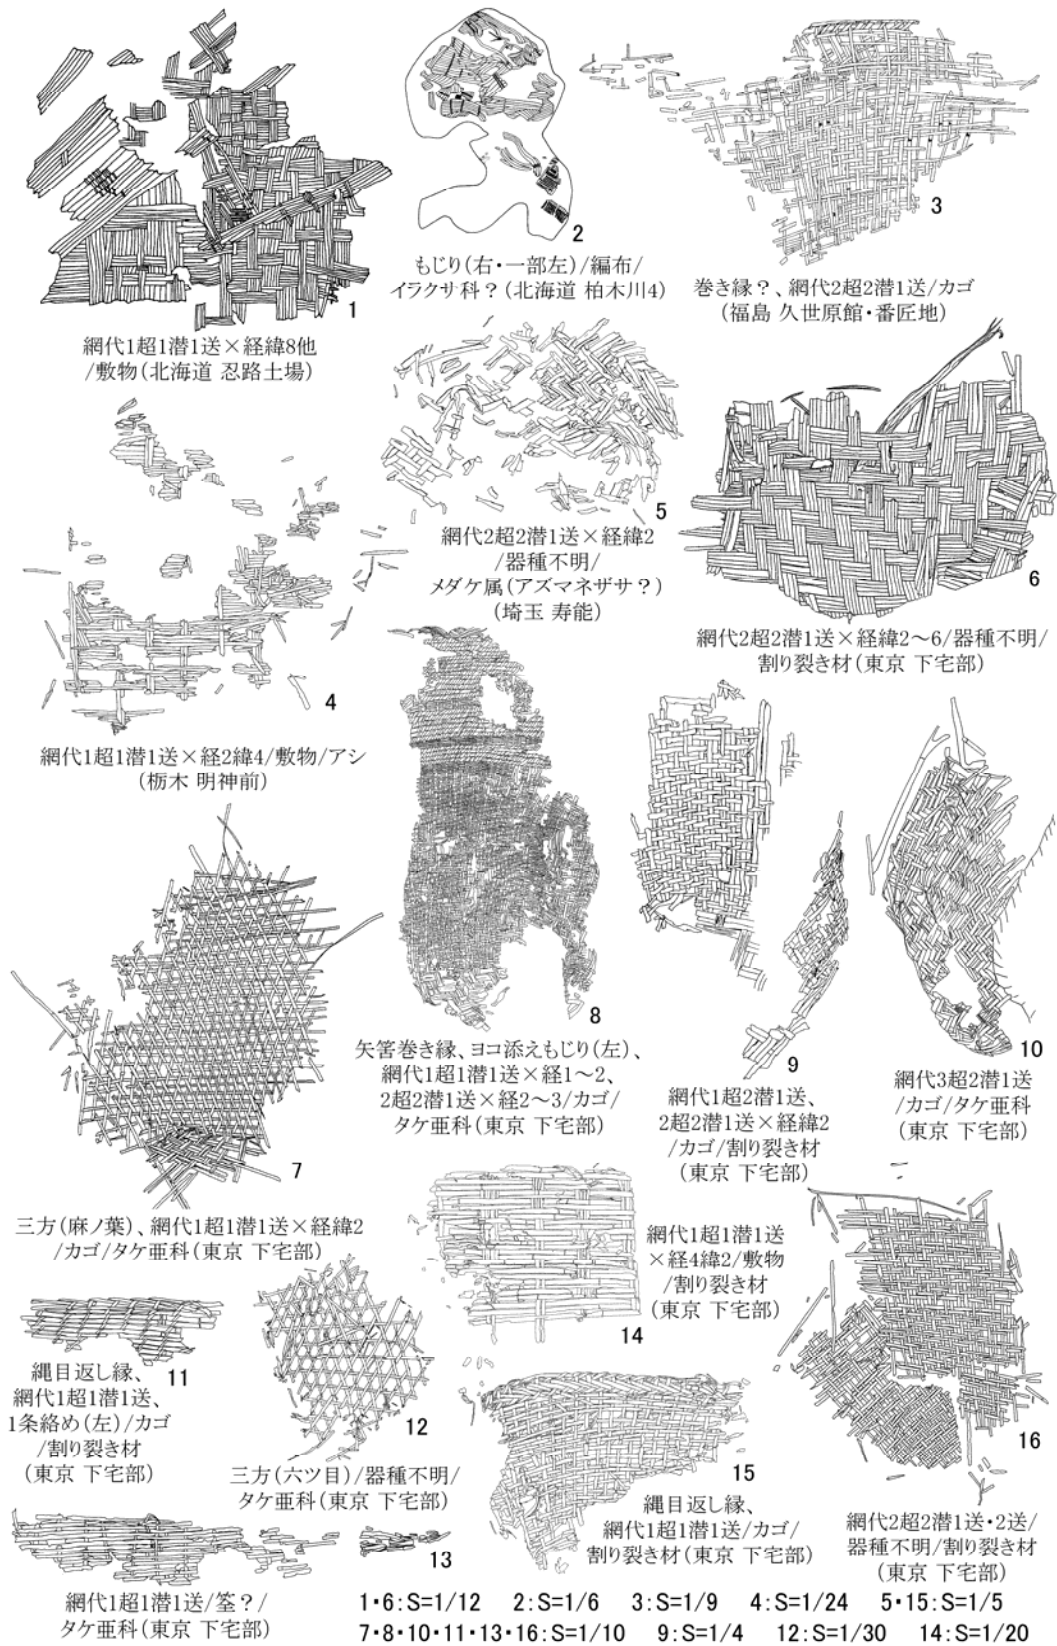 1
網代1超1潜1送×経緯8他
/敷物(北海道 忍路土場)
2
もじり(右・一部左)/編布/
イラクサ科?(北海道 柏木川4)
3
巻き縁?、網代2超2潜1送/カゴ
(福島 久世原館・番匠地)
4
網代1超1潜1送×経2緯4/敷物/アシ
(栃木 明神前)
5
網代2超2潜1送×経緯2
/器種不明/
メダケ属(アズマネザサ?)
(埼玉 寿能)
6
網代2超2潜1送×経緯2~6/器種不明/
割り裂き材(東京 下宅部)
7
三方(麻ノ葉)、網代1超1潜1送×経緯2
/カゴ/タケ亜科(東京 下宅部)
8
矢筈巻き縁、ヨコ添えもじり(左)、
網代1超1潜1送×経1~2、
2超2潜1送×経2~3/カゴ/
タケ亜科(東京 下宅部)
9
網代1超2潜1送、
2超2潜1送×経緯2
/カゴ/割り裂き材
(東京 下宅部)
10
網代3超2潜1送
/カゴ/タケ亜科
(東京 下宅部)
11
縄目返し縁、
網代1超1潜1送、
1条絡め(左)/カゴ
/割り裂き材
(東京 下宅部)
12
三方(六ツ目)/器種不明/
タケ亜科(東京 下宅部)
13
網代1超1潜1送/筌?/
タケ亜科(東京 下宅部)
14
網代1超1潜1送
×経4緯2/敷物
/割り裂き材
(東京 下宅部)
15
縄目返し縁、
網代1超1潜1送/カゴ/
割り裂き材(東京 下宅部)
16
網代2超2潜1送・2送/
器種不明/割り裂き材
(東京 下宅部)
1・6:S=1/12 2:S=1/6 3:S=1/9 4:S=1/24 5・15:S=1/5
7・8・10・11・13・16:S=1/10 9:S=1/4 12:S=1/30 14:S=1/20